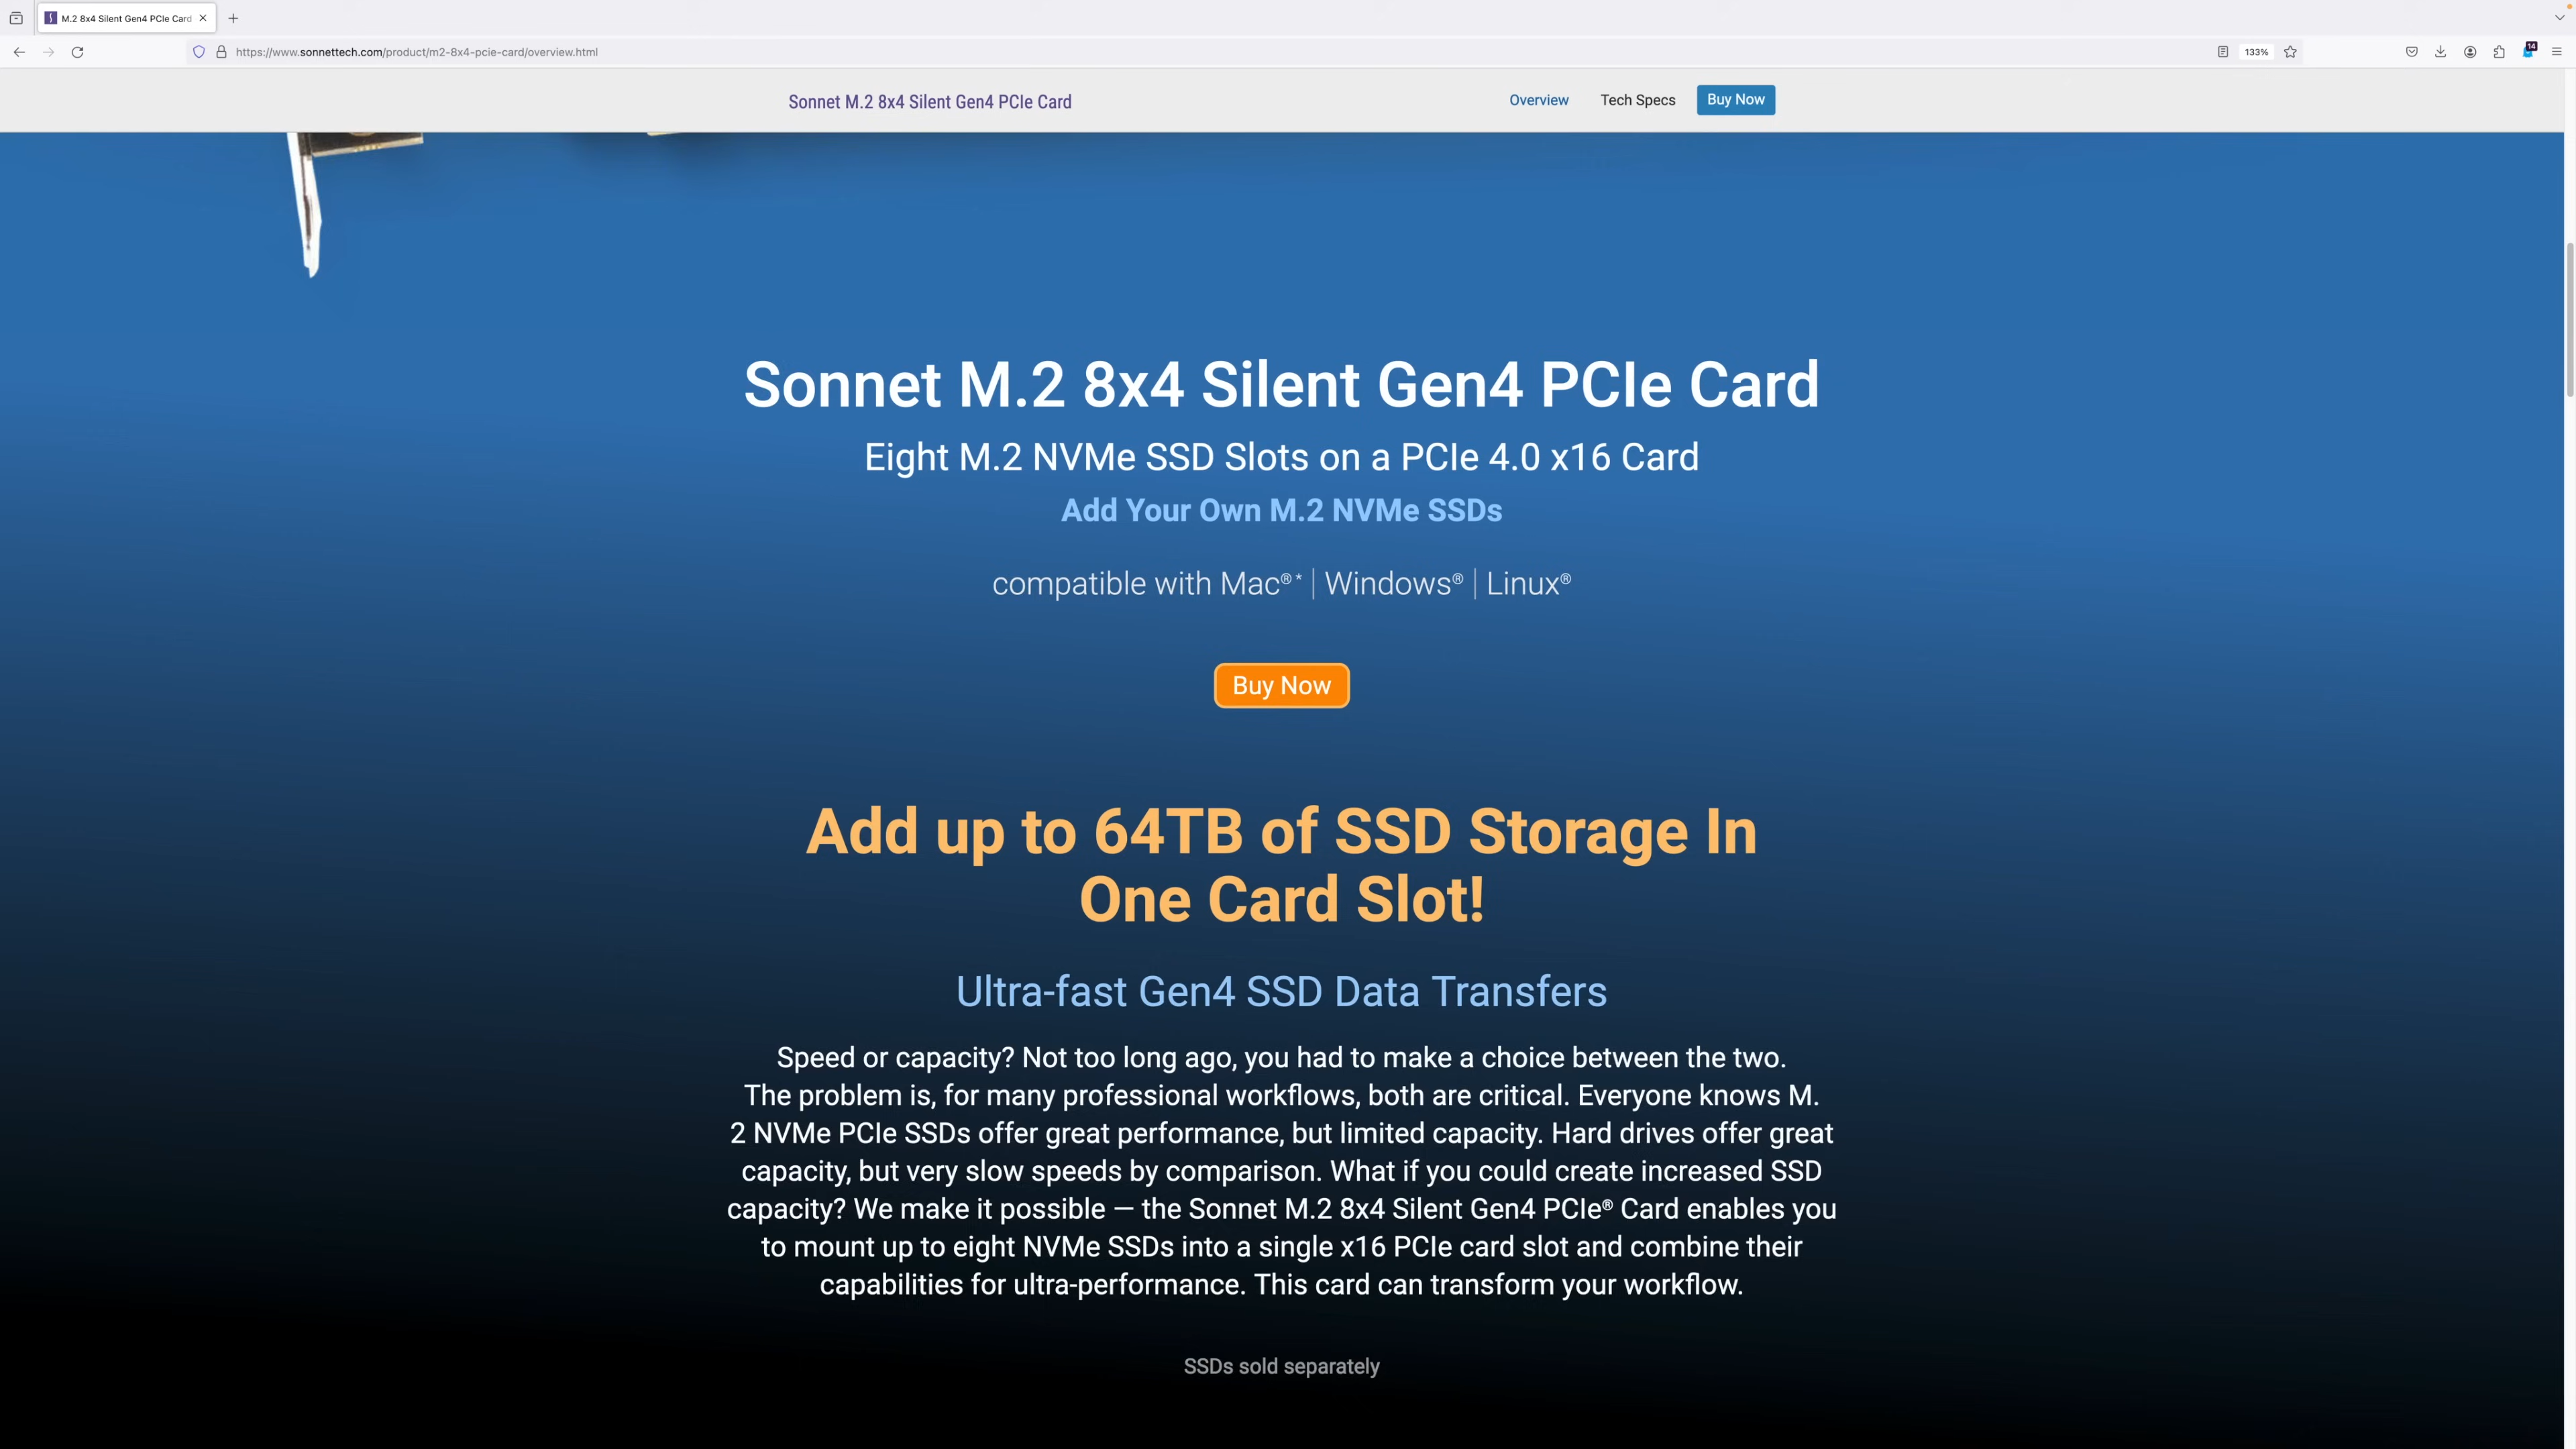 M.2 8x4 Silent Gen4 PCIe Card
https://www.sonnettech.com/product/m2-8x4-pcie-card/overview.html
133%
14
Sonnet M.2 8x4 Silent Gen4 PCIe Card
Overview
Tech Specs
Buy Now
Sonnet M.2 8x4 Silent Gen4 PCIe Card
Eight M.2 NVMe SSD Slots on a PCIe 4.0 x16 Card
Add Your Own M.2 NVMe SSDs
compatible with Mac®* | Windows® | Linux®
Buy Now
Add up to 64TB of SSD Storage In
One Card Slot!
Ultra-fast Gen4 SSD Data Transfers
Speed or capacity? Not too long ago, you had to make a choice between the two.
The problem is, for many professional workflows, both are critical. Everyone knows M.
2 NVMe PCIe SSDs offer great performance, but limited capacity. Hard drives offer great
capacity, but very slow speeds by comparison. What if you could create increased SSD
capacity? We make it possible — the Sonnet M.2 8x4 Silent Gen4 PCIe® Card enables you
to mount up to eight NVMe SSDs into a single x16 PCIe card slot and combine their
capabilities for ultra-performance. This card can transform your workflow.
SSDs sold separately